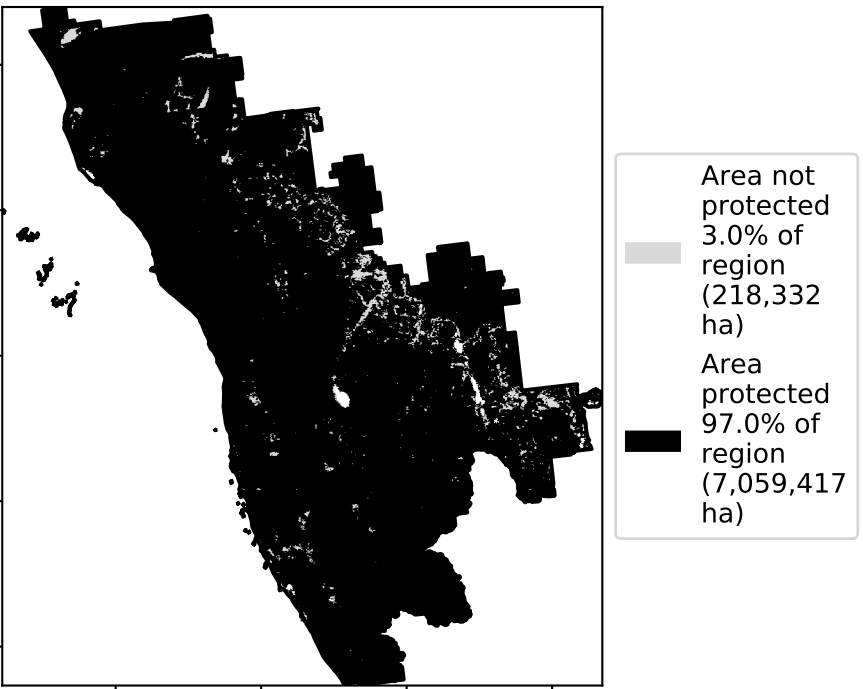 Area not
protected
3.0% of
region
(218,332
ha)
Area
protected
97.0% of
region
(7,059,417
ha)